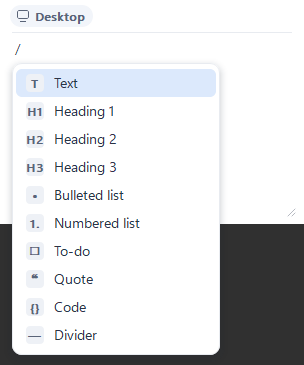 Desktop
/
T Text
H1 Heading 1
H2 Heading 2
H3 Heading 3
• Bulleted list
1. Numbered list
To-do
❝ Quote
{} Code
— Divider